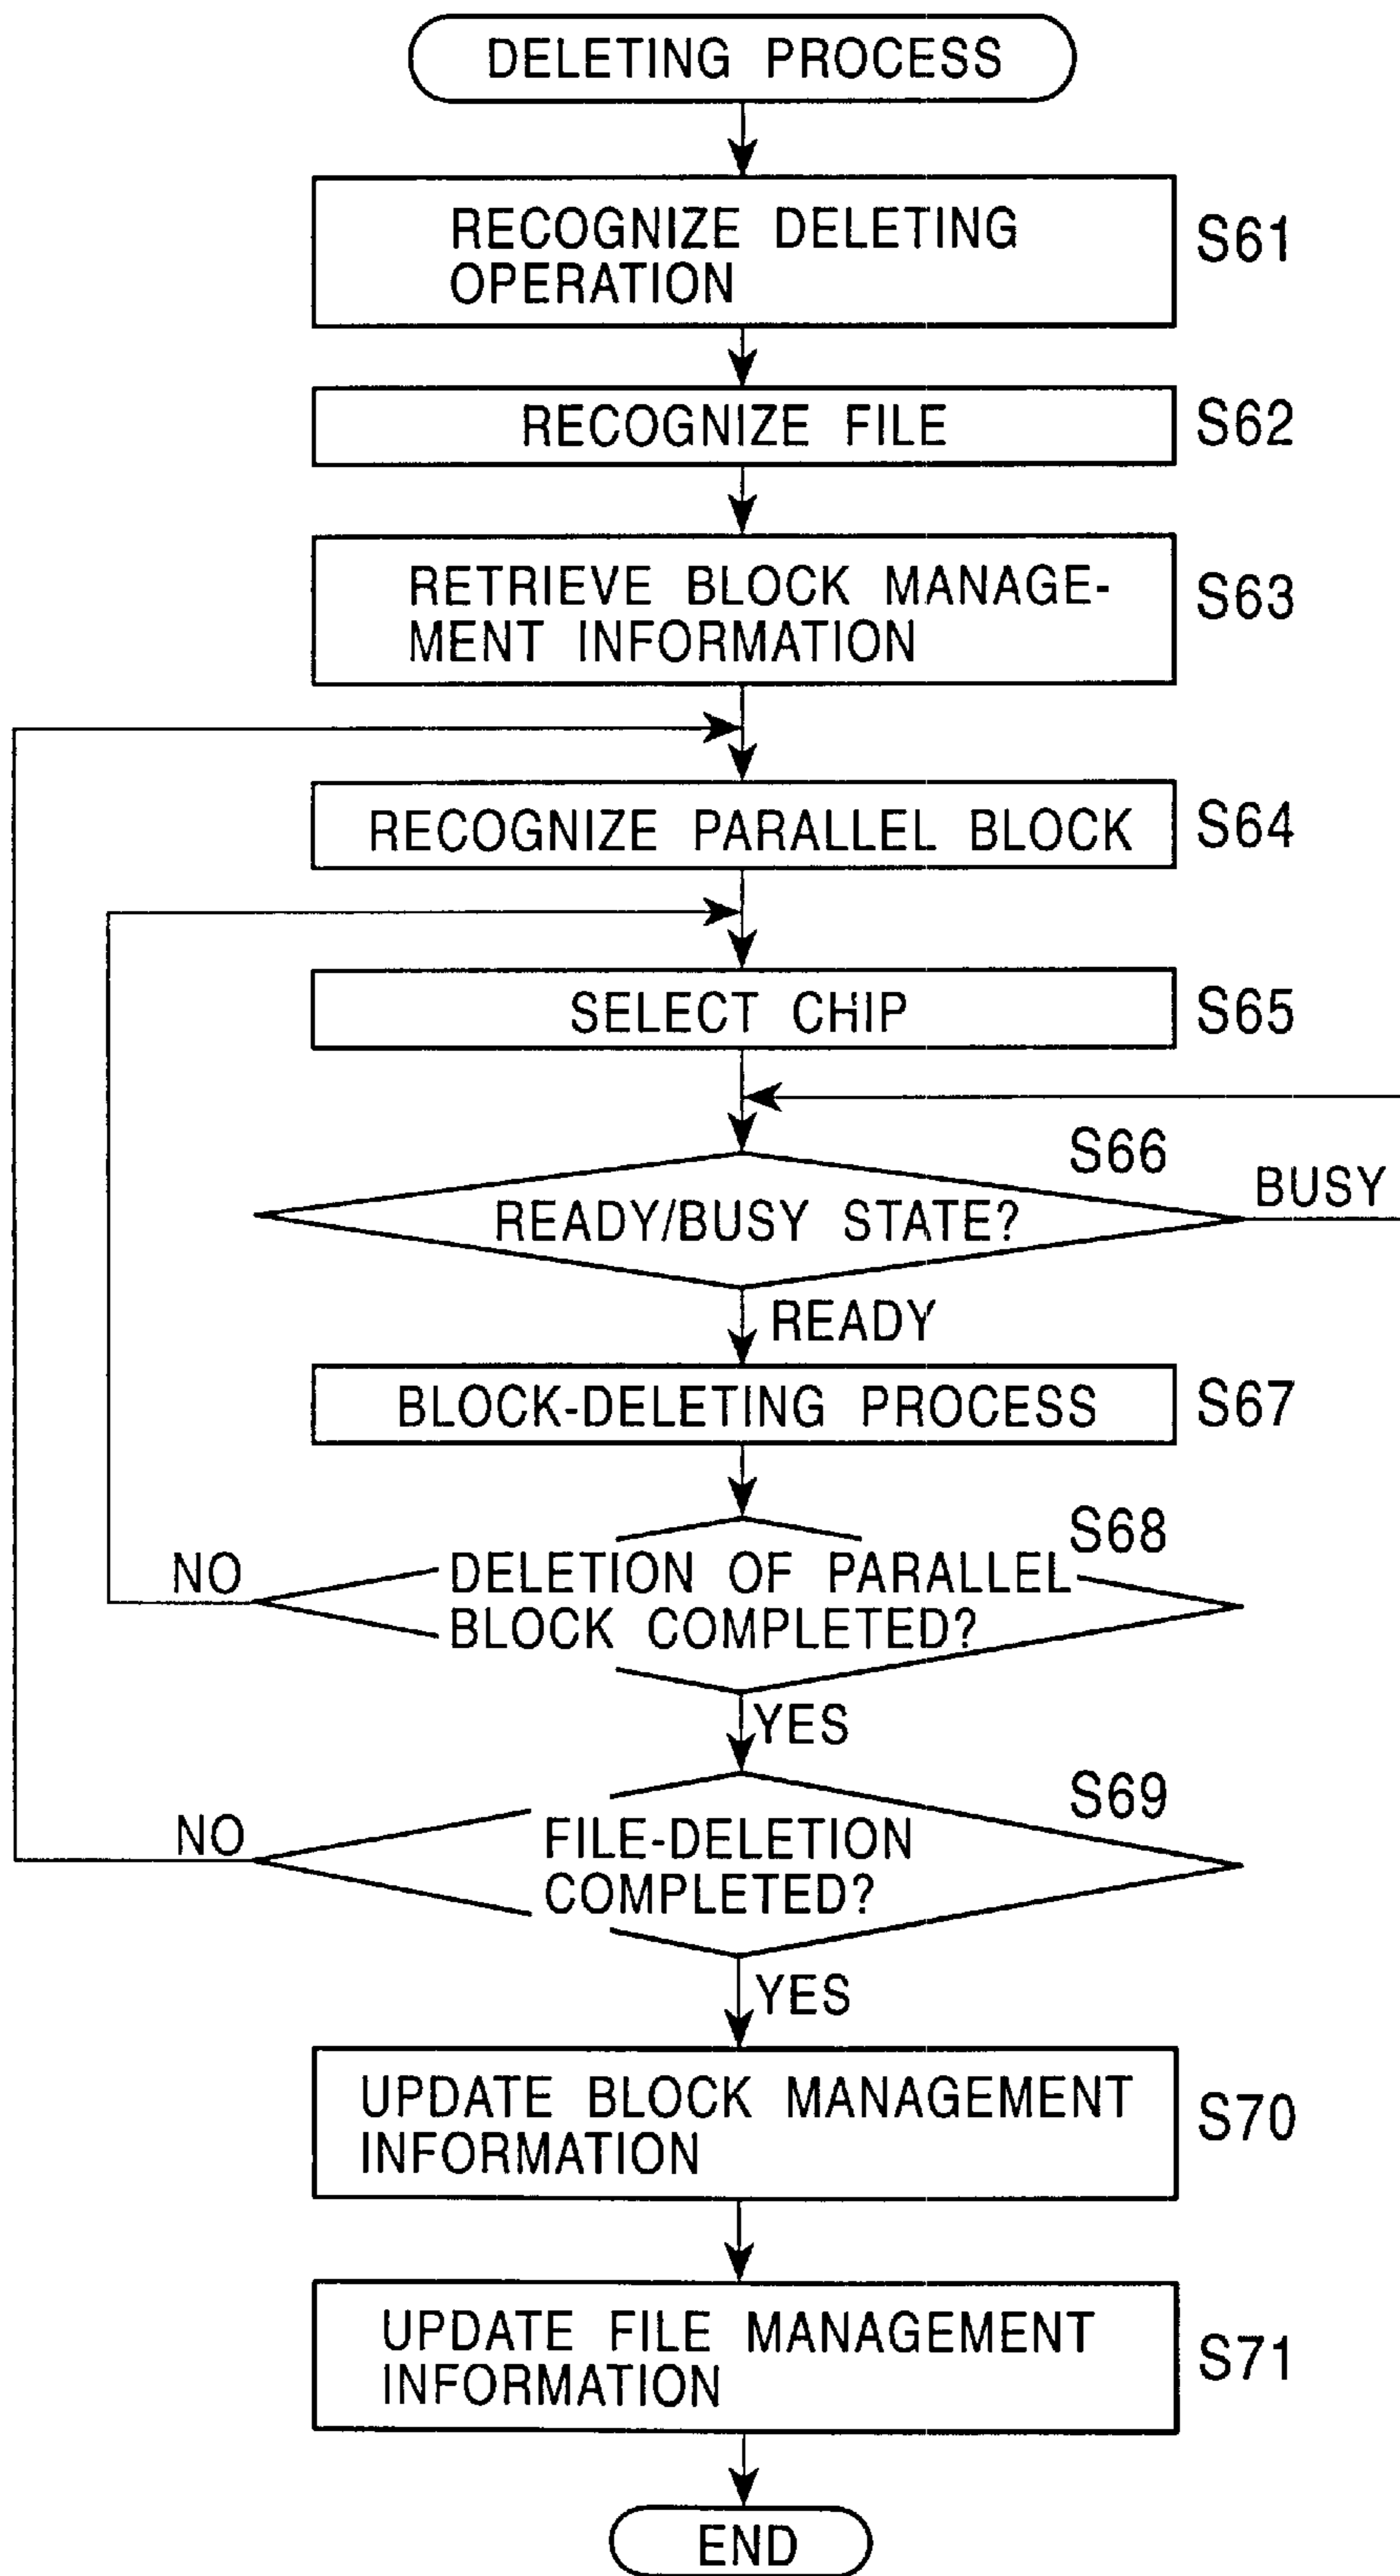 DELETING PROCESS
RECOGNIZE DELETING
OPERATION
S61
RECOGNIZE FILE
S62
RETRIEVE BLOCK MANAGE-
MENT INFORMATION
S63
RECOGNIZE PARALLEL BLOCK
S64
SELECT CHIP
S65
S66
READY/BUSY STATE?
BUSY
READY
BLOCK-DELETING PROCESS
S67
S68
NO
DELETION OF PARALLEL
BLOCK COMPLETED?
YES
S69
NO
FILE-DELETION
COMPLETED?
YES
UPDATE BLOCK MANAGEMENT
INFORMATION
S70
UPDATE FILE MANAGEMENT
INFORMATION
S71
END